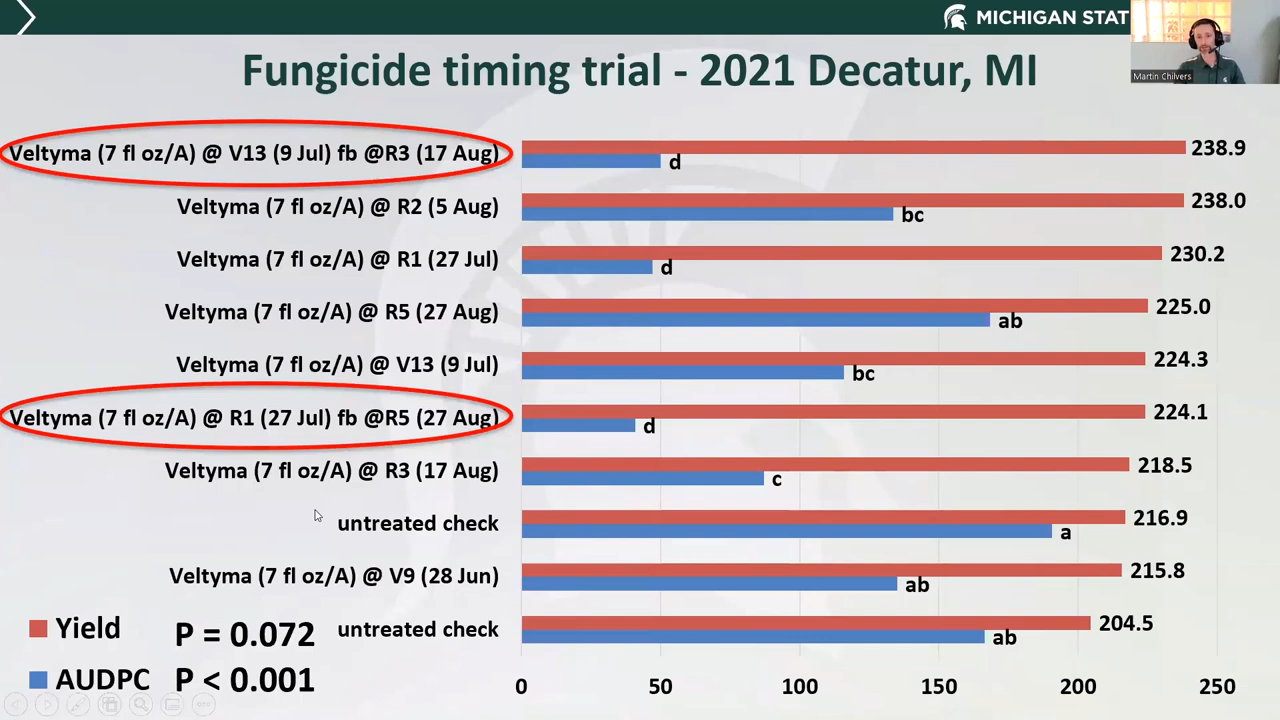 MICHIGAN STAT
Martin Chilvers
Fungicide timing trial - 2021 Decatur, MI
Veltyma (7 fl oz/A) @ V13 (9 Jul) fb @R3 (17 Aug)
238.9
d
Veltyma (7 fl oz/A) @ R2 (5 Aug)
238.0
bc
Veltyma (7 fl oz/A) @ R1 (27 Jul)
230.2
d
Veltyma (7 fl oz/A) @ R5 (27 Aug)
225.0
ab
Veltyma (7 fl oz/A) @ V13 (9 Jul)
224.3
bc
Veltyma (7 fl oz/A) @ R1 (27 Jul) fb @R5 (27 Aug)
224.1
d
Veltyma (7 fl oz/A) @ R3 (17 Aug)
218.5
c
untreated check
216.9
a
Veltyma (7 fl oz/A) @ V9 (28 Jun)
215.8
ab
untreated check
204.5
ab
Yield P = 0.072
AUDPC P < 0.001
0 50 100 150 200 250